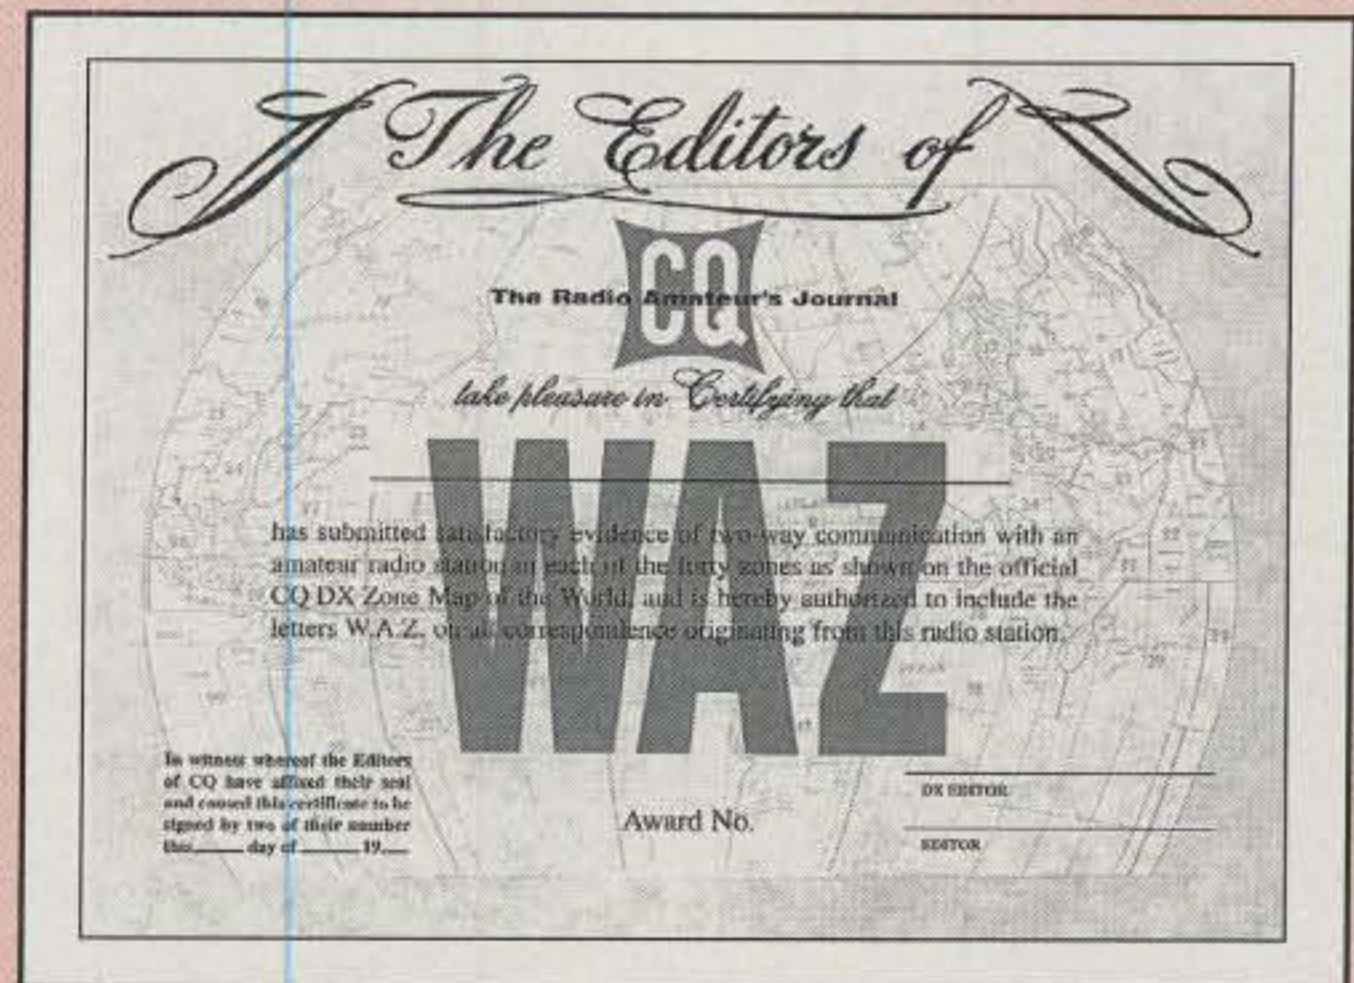 The Editors of
CQ
The Radio Amateur's Journal
take pleasure in Certifying that
WAZ
has submitted satisfactory evidence of two-way communication with an
amateur radio station in each of the forty zones as shown on the official
CQ DX Zone Map of the World, and is hereby authorized to include the
letters W.A.Z. on all correspondence originating from this radio station.
In witness whereof the Editors
of CQ have affixed their seal
and caused this certificate to be
signed by two of their number
this____ day of ______ 19___
Award No.
DX EDITOR
EDITOR